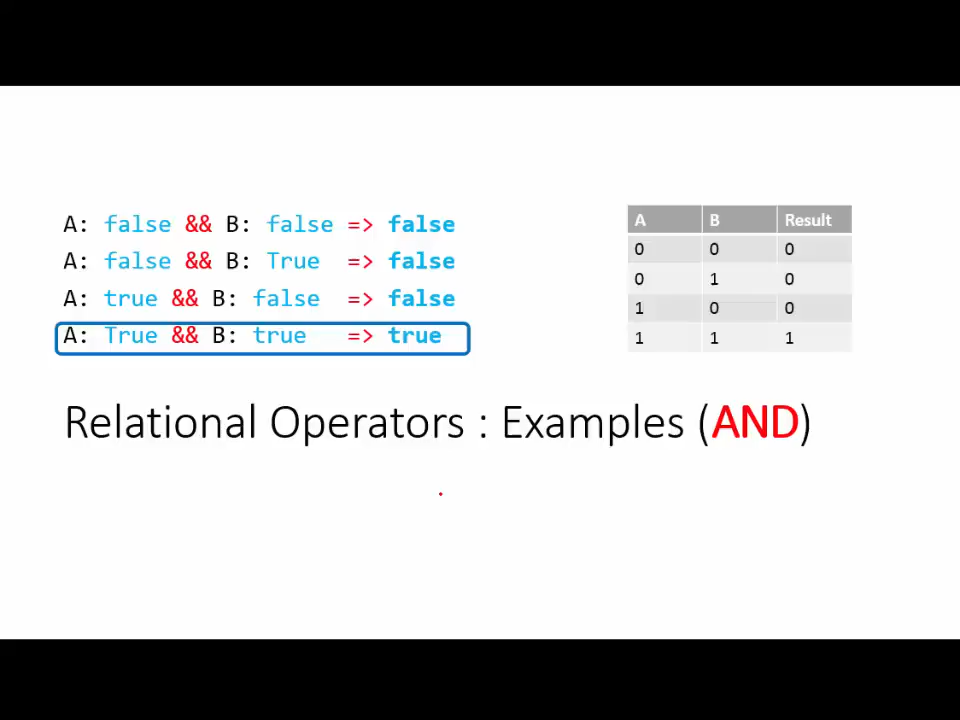 A: false && B: false => false
A: false && B: True => false
A: true && B: false => false
A: True && B: true => true
A B Result
0 0 0
0 1 0
1 0 0
1 1 1
Relational Operators : Examples (AND)